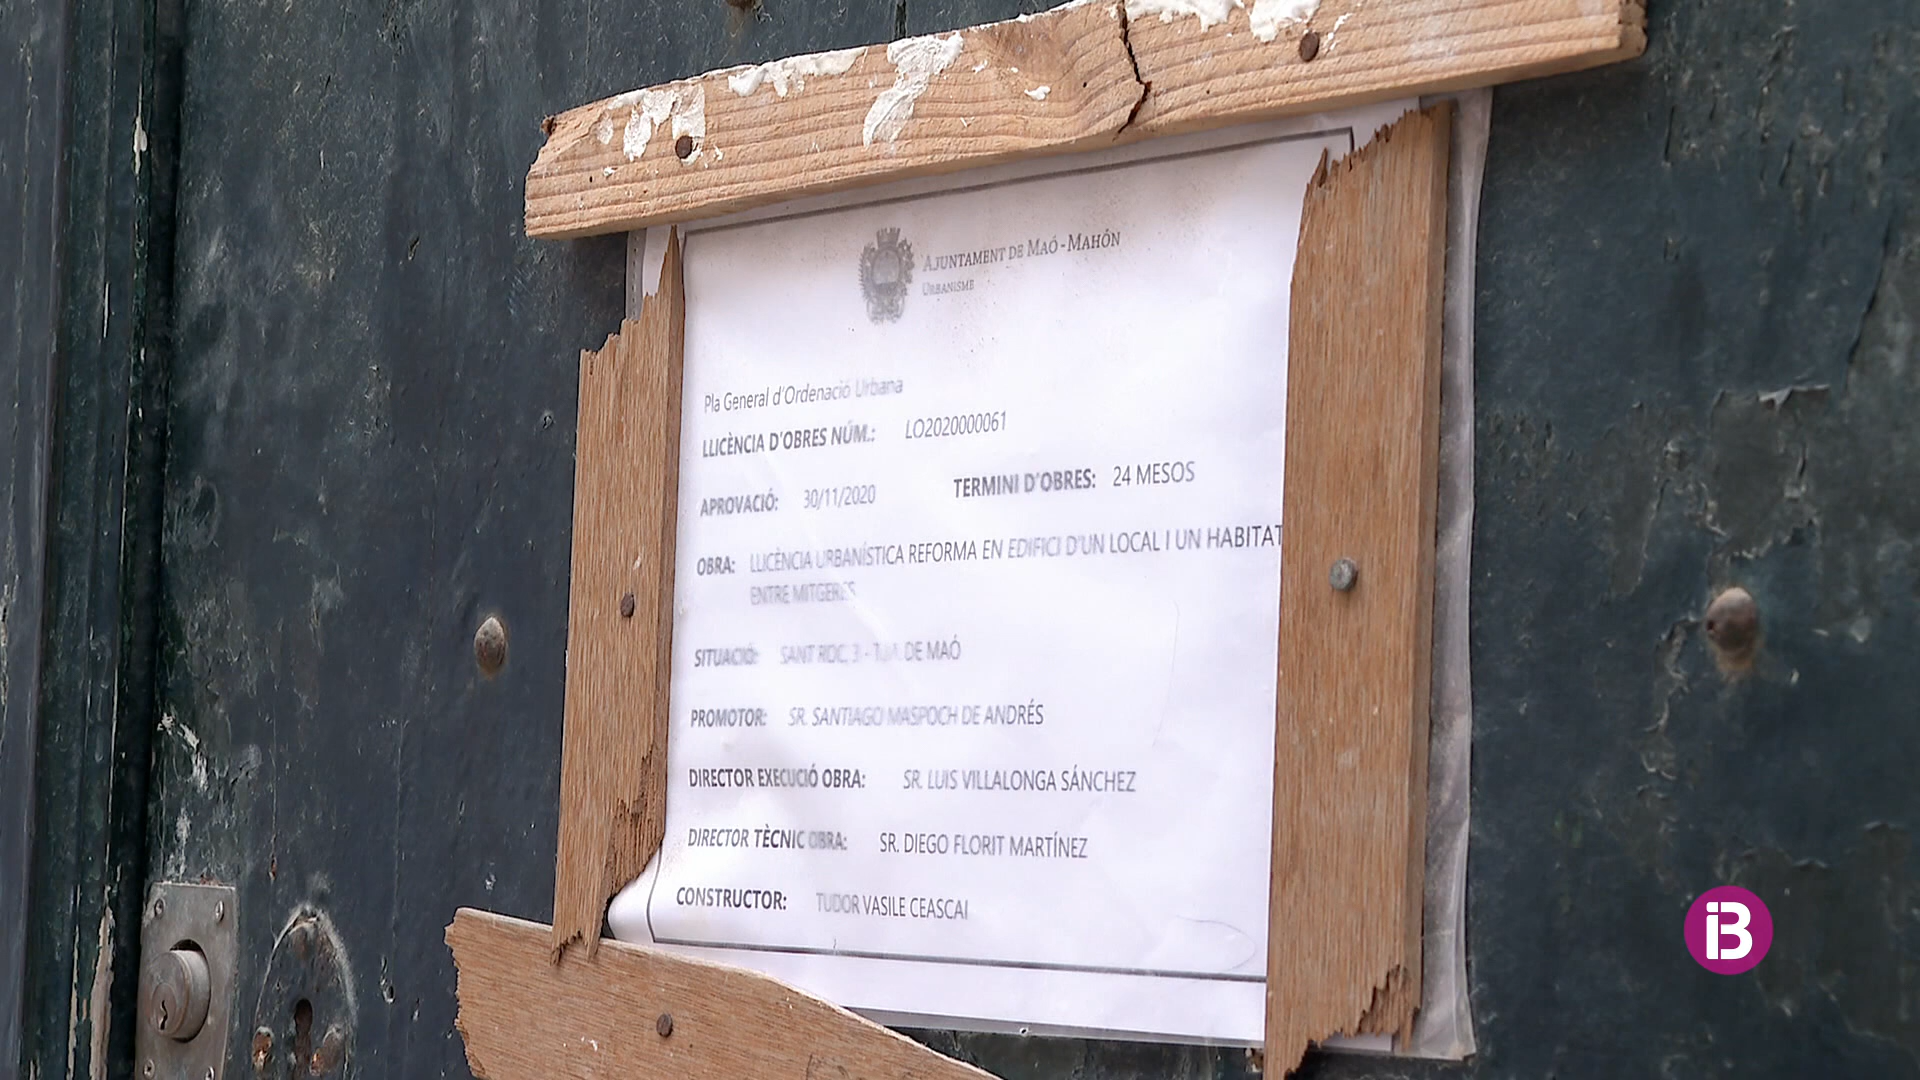 AJUNTAMENT DE MAÓ - MAHÓN
URBANISME
Pla General d'Ordenació Urbana
LLICÈNCIA D'OBRES NÚM.: LO2020000061
APROVACIÓ: 30/11/2020 TERMINI D'OBRES: 24 MESOS
OBRA: LLICÈNCIA URBANÍSTICA REFORMA EN EDIFICI D'UN LOCAL I UN HABITAT
ENTRE MITGERES
SITUACIÓ: SANT ROC, 3 - DE MAÓ
PROMOTOR: SR. SANTIAGO MASPOCH DE ANDRÉS
DIRECTOR EXECUCIÓ OBRA: SR. LUIS VILLALONGA SÁNCHEZ
DIRECTOR TÈCNIC OBRA: SR. DIEGO FLORIT MARTÍNEZ
CONSTRUCTOR: TUDOR VASILE CEASCAI
IB